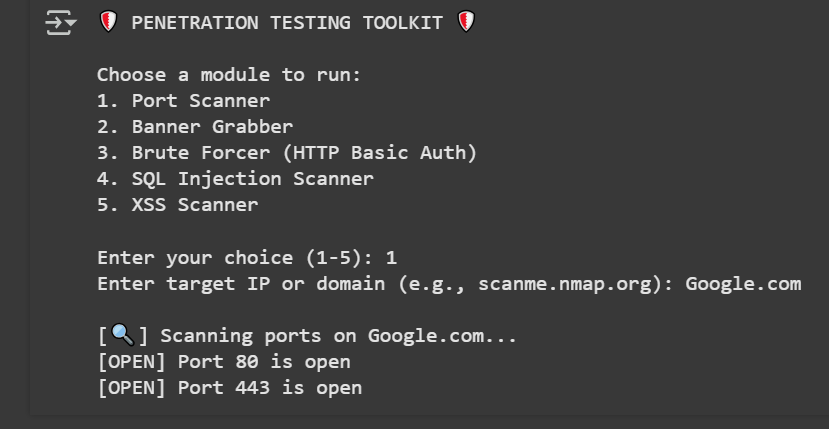 PENETRATION TESTING TOOLKIT
Choose a module to run:
1. Port Scanner
2. Banner Grabber
3. Brute Forcer (HTTP Basic Auth)
4. SQL Injection Scanner
5. XSS Scanner
Enter your choice (1-5): 1
Enter target IP or domain (e.g., scanme.nmap.org): Google.com
[🔍] Scanning ports on Google.com...
[OPEN] Port 80 is open
[OPEN] Port 443 is open